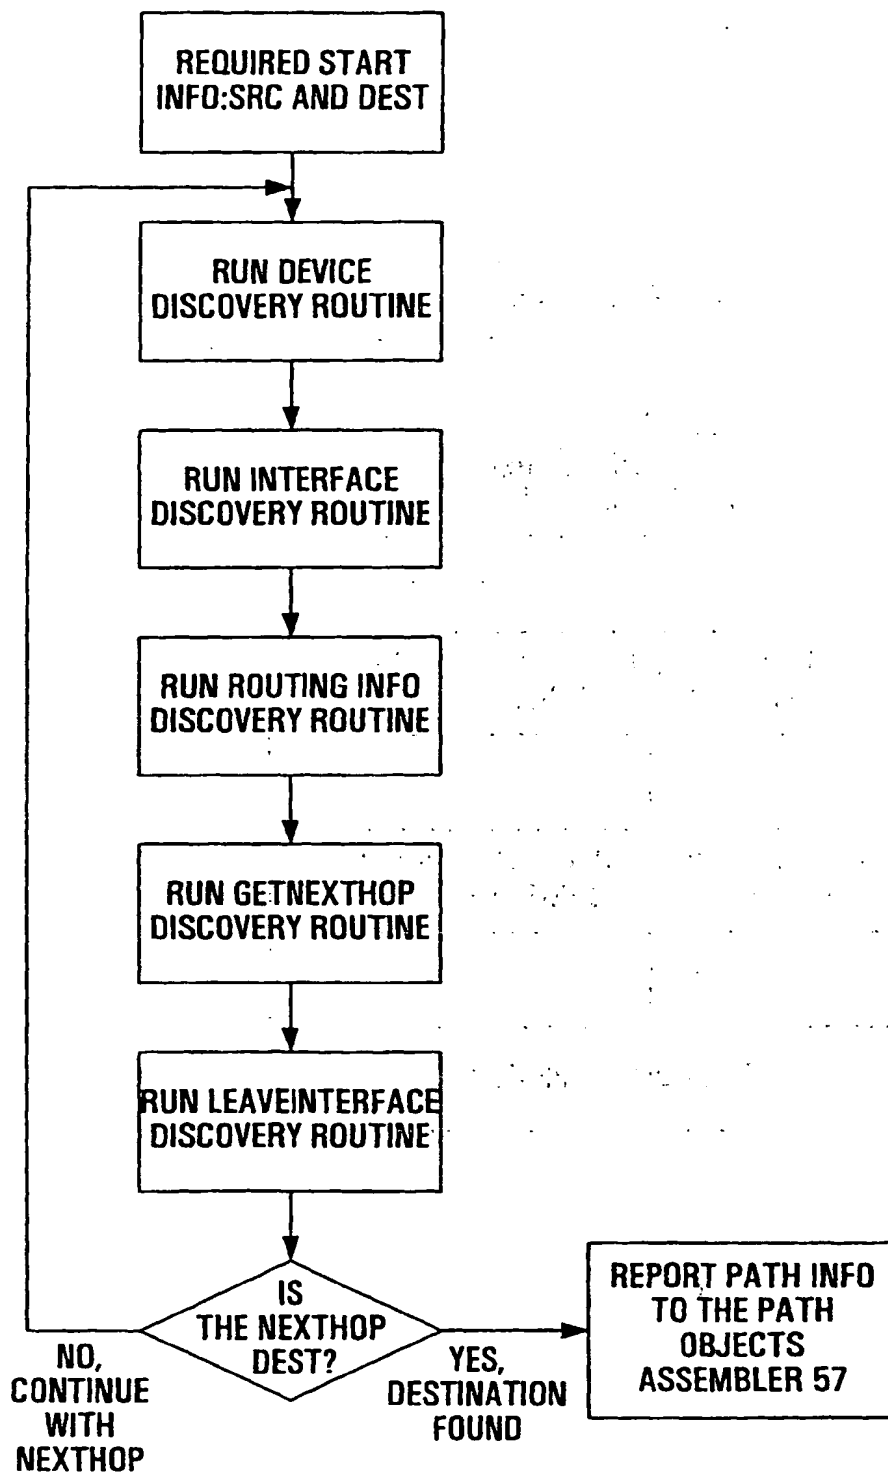 REQUIRED START
INFO:SRC AND DEST
RUN DEVICE
DISCOVERY ROUTINE
RUN INTERFACE
DISCOVERY ROUTINE
RUN ROUTING INFO
DISCOVERY ROUTINE
RUN GETNEXTHOP
DISCOVERY ROUTINE
RUN LEAVEINTERFACE
DISCOVERY ROUTINE
IS
THE NEXTHOP
DEST?
NO,
CONTINUE
WITH
NEXTHOP
YES,
DESTINATION
FOUND
REPORT PATH INFO
TO THE PATH
OBJECTS
ASSEMBLER 57